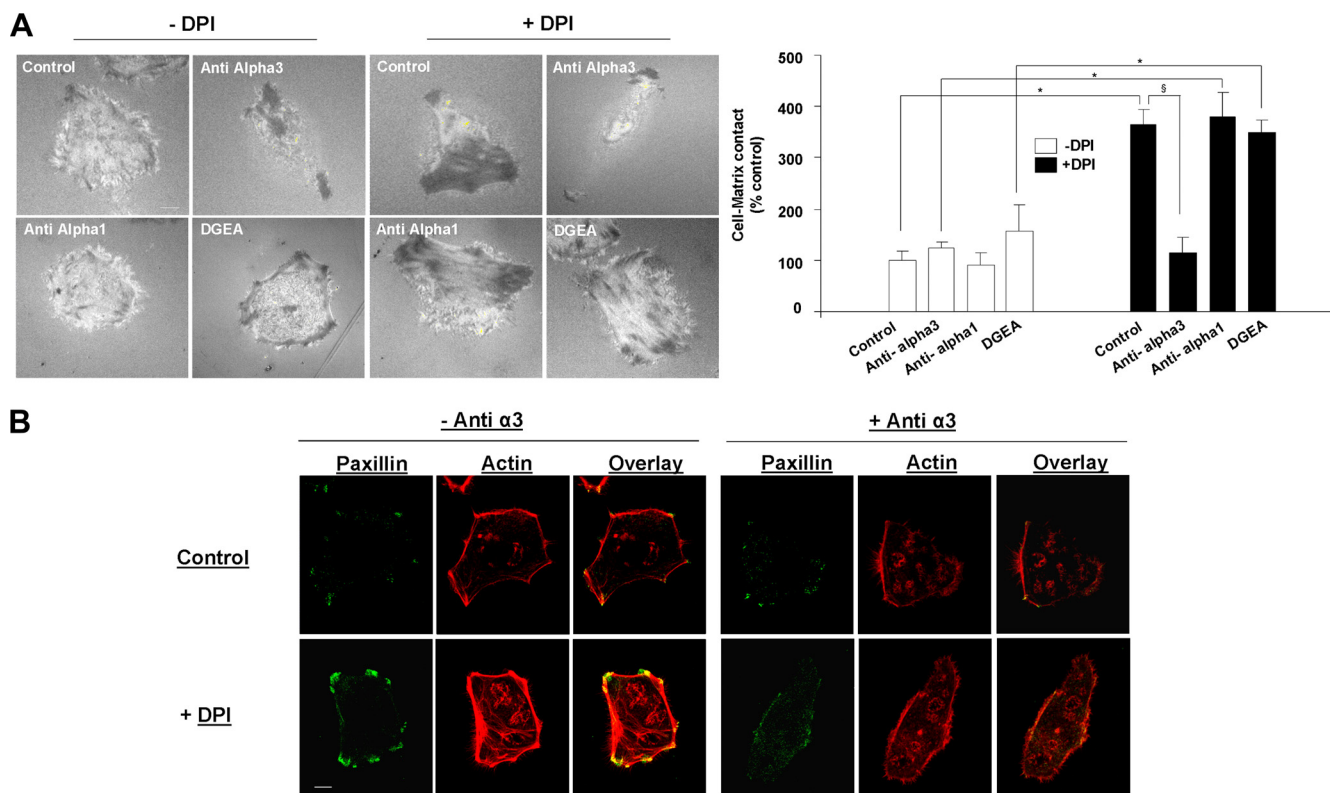 A
- DPI
+ DPI
Control
Anti Alpha3
Control
Anti Alpha3
Anti Alpha1
DGEA
Anti Alpha1
DGEA
Cell-Matrix contact
(% control)
500
400
300
200
100
0
*
*
*
§
-DPI
+DPI
Control
Anti- alpha3
Anti- alpha1
DGEA
Control
Anti- alpha3
Anti- alpha1
DGEA
B
- Anti α3
+ Anti α3
Paxillin
Actin
Overlay
Paxillin
Actin
Overlay
Control
+ DPI